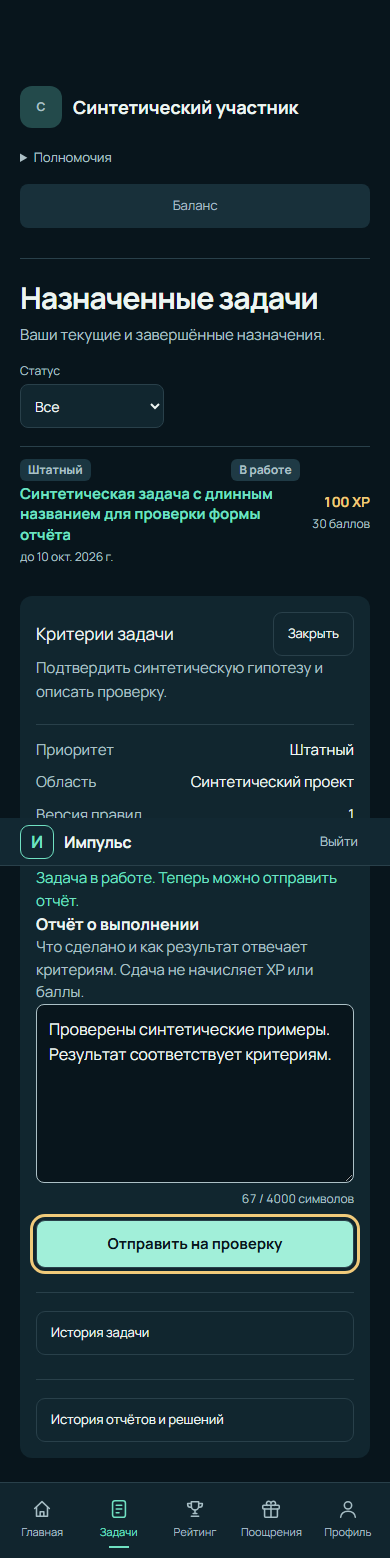 С
Синтетический участник
Полномочия
Баланс
Назначенные задачи
Ваши текущие и завершённые назначения.
Статус
Все
Штатный
В работе
Синтетическая задача с длинным
названием для проверки формы
отчёта
100 XP
30 баллов
до 10 окт. 2026 г.
Критерии задачи
Закрыть
Подтвердить синтетическую гипотезу и
описать проверку.
Приоритет
Штатный
Область
Синтетический проект
Версия правил
1
И
Импульс
Выйти
Задача в работе. Теперь можно отправить
отчёт.
Отчёт о выполнении
Что сделано и как результат отвечает
критериям. Сдача не начисляет XP или
баллы.
Проверены синтетические примеры.
Результат соответствует критериям.
67 / 4000 символов
Отправить на проверку
История задачи
История отчётов и решений
Главная
Задачи
Рейтинг
Поощрения
Профиль